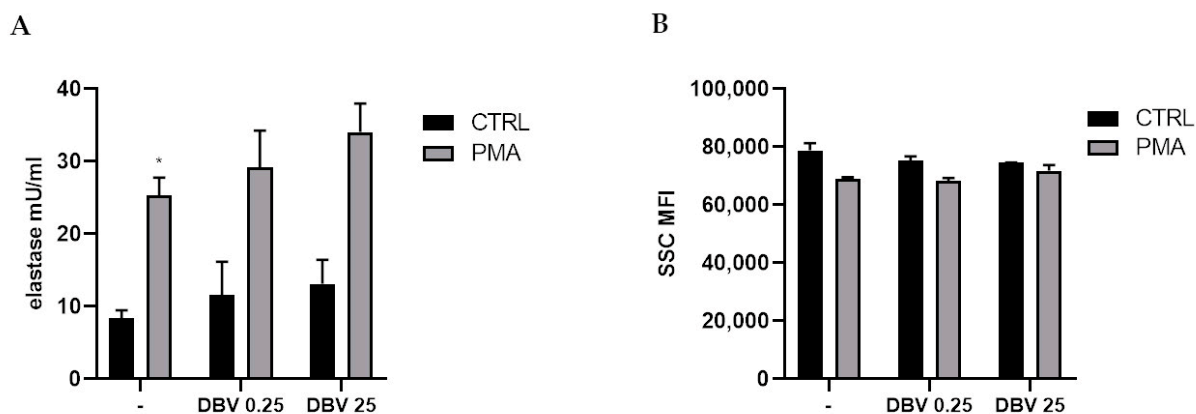 A
elastase mU/ml
40
30
20
10
0
*
- DBV 0.25 DBV 25
CTRL
PMA
B
SSC MFI
100,000
80,000
60,000
40,000
20,000
0
- DBV 0.25 DBV 25
CTRL
PMA